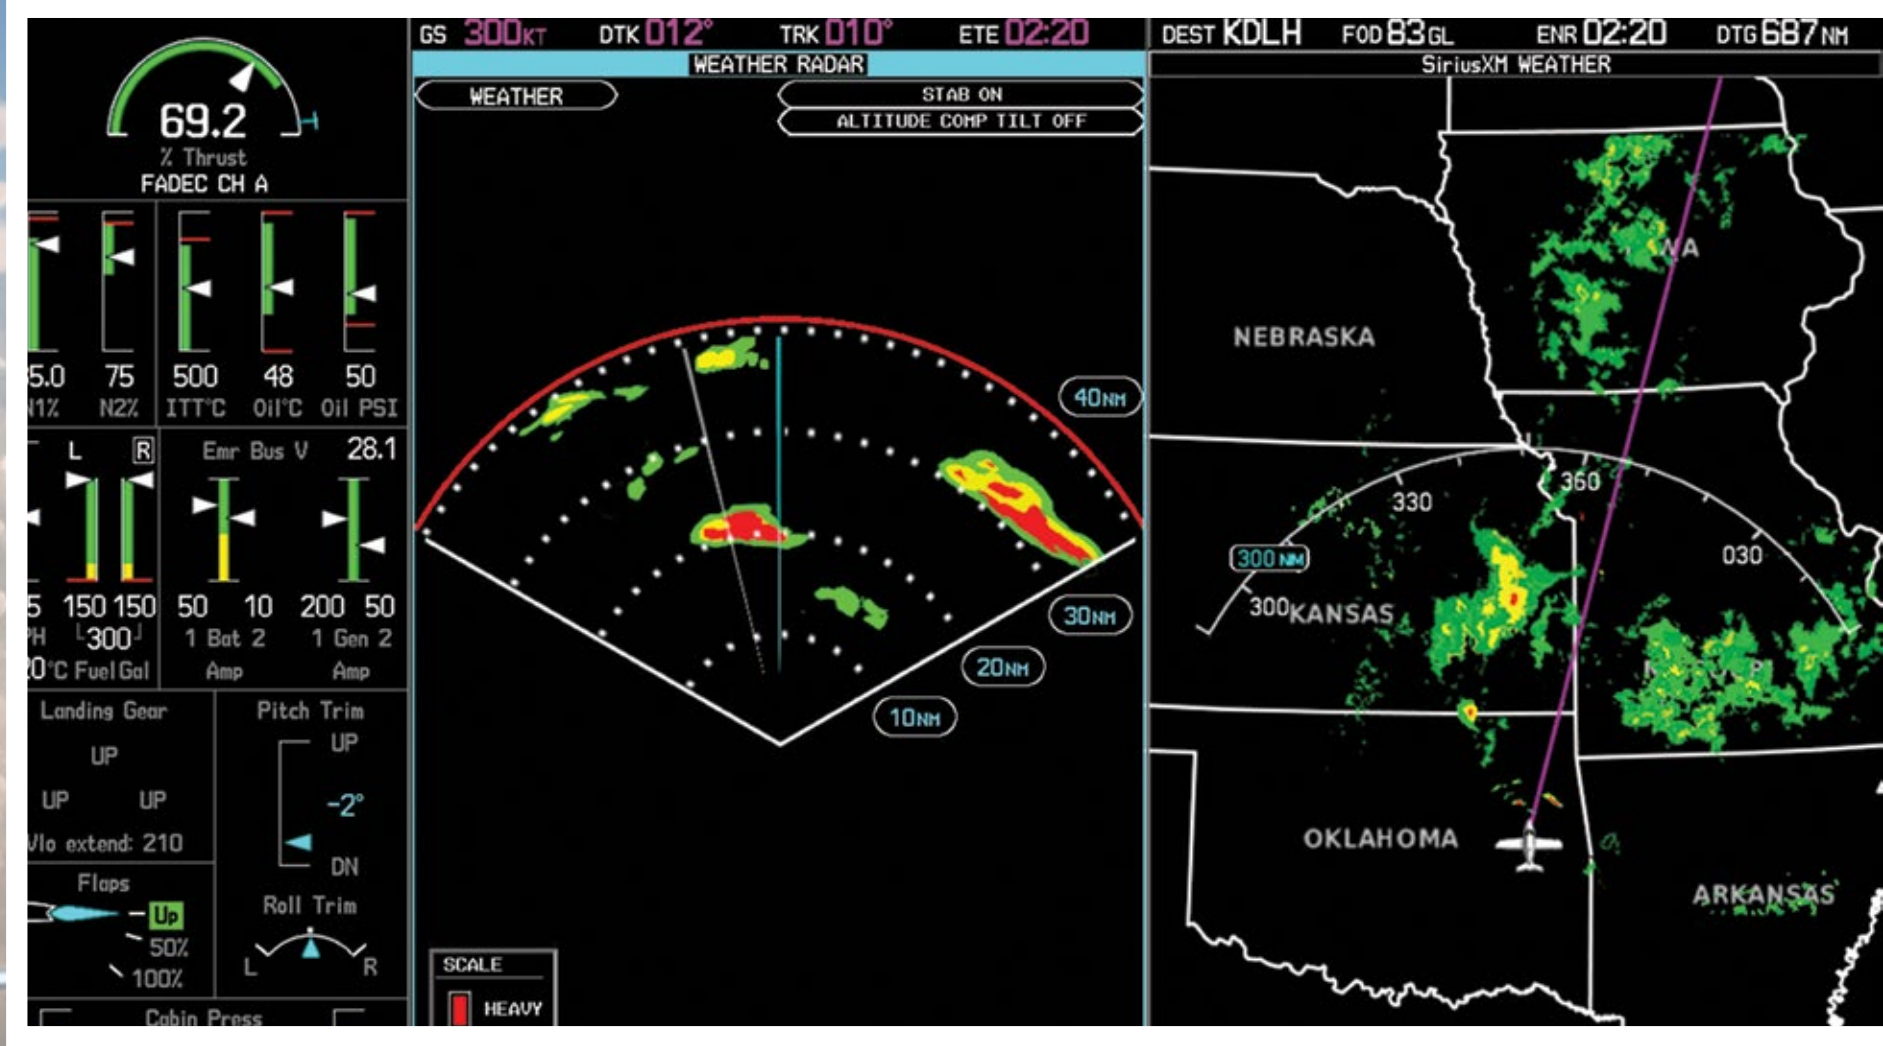 GS 300KT DTK 012° TRK 010° ETE 02:20
DEST KDLH FOD 83GL ENR 02:20 DTG 687NM
69.2
% Thrust
FADEC CH A
75 500 48 50
N2% ITT°C Oil°C Oil PSI
L R
Emr Bus V 28.1
150 150 50 10 200 50
300 1 Bat 2 1 Gen 2
°C Fuel Gal Amp Amp
Landing Gear
UP
UP UP
Vlo extend: 210
Pitch Trim
UP
-2°
DN
Flaps
Up
50%
100%
Roll Trim
L R
Cabin Press
WEATHER RADAR
WEATHER
STAB ON
ALTITUDE COMP TILT OFF
40NM
30NM
20NM
10NM
SCALE
HEAVY
SiriusXM WEATHER
NEBRASKA
330
360
030
300 NM
300
KANSAS
OKLAHOMA
ARKANSAS